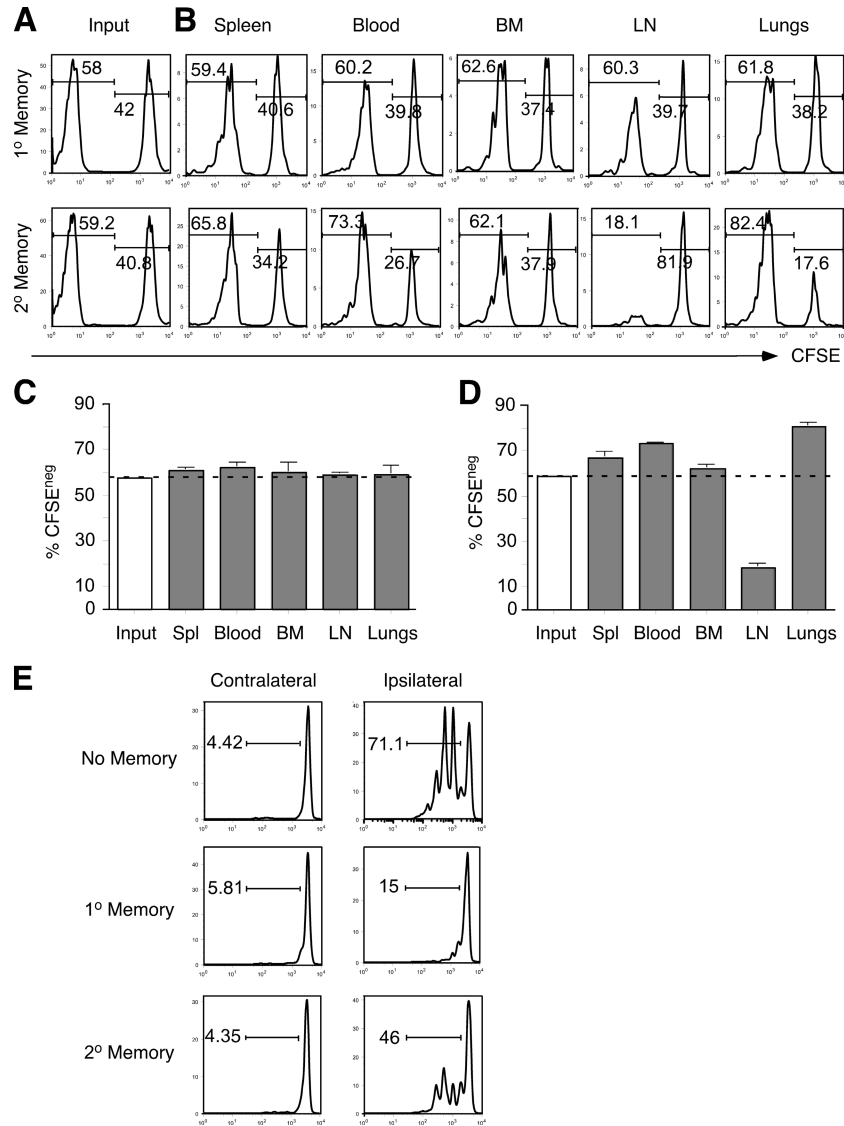 A Input B Spleen Blood BM LN Lungs
1º Memory
58 42
59.4 40.6
60.2 39.8
62.6 37.4
60.3 39.7
61.8 38.2
2º Memory
59.2 40.8
65.8 34.2
73.3 26.7
62.1 37.9
18.1 81.9
82.4 17.6
CFSE
C
% CFSEneg
90
70
50
30
10
0
Input Spl Blood BM LN Lungs
D
% CFSEneg
90
70
50
30
10
0
Input Spl Blood BM LN Lungs
E
Contralateral Ipsilateral
No Memory
4.42 71.1
1º Memory
5.81 15
2º Memory
4.35 46